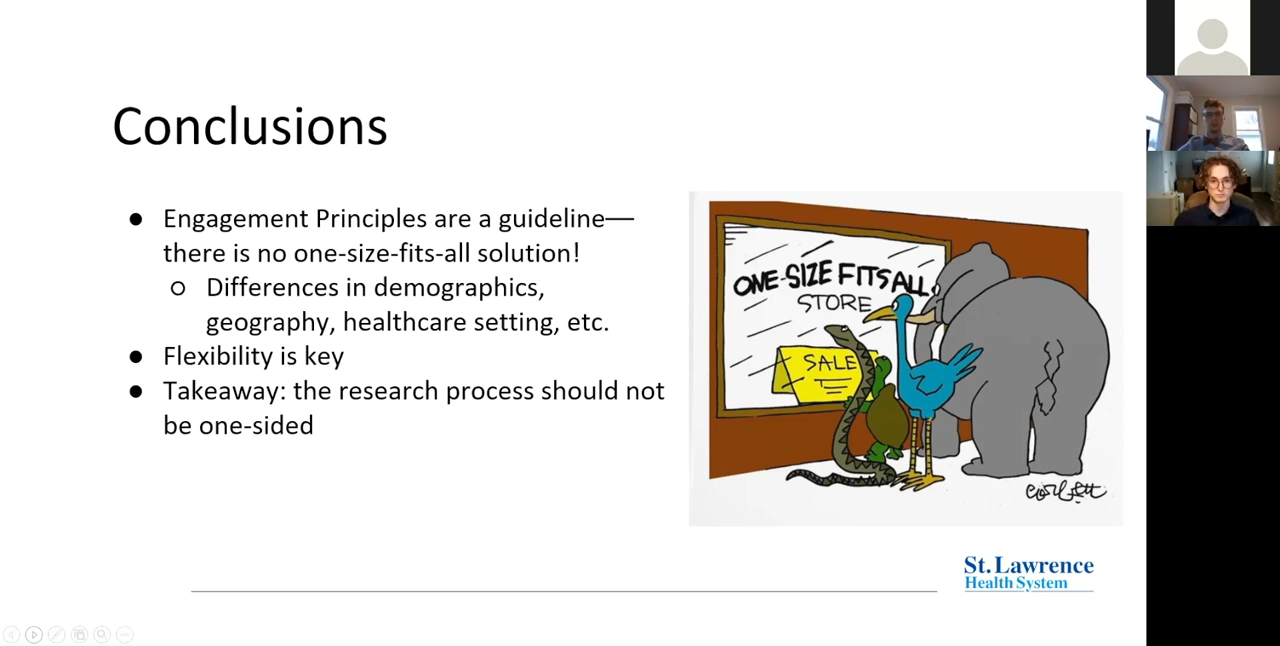 Conclusions
● Engagement Principles are a guideline—
there is no one-size-fits-all solution!
○ Differences in demographics,
geography, healthcare setting, etc.
● Flexibility is key
● Takeaway: the research process should not
be one-sided
ONE-SIZE FITS ALL
STORE
SALE
St. Lawrence
Health System